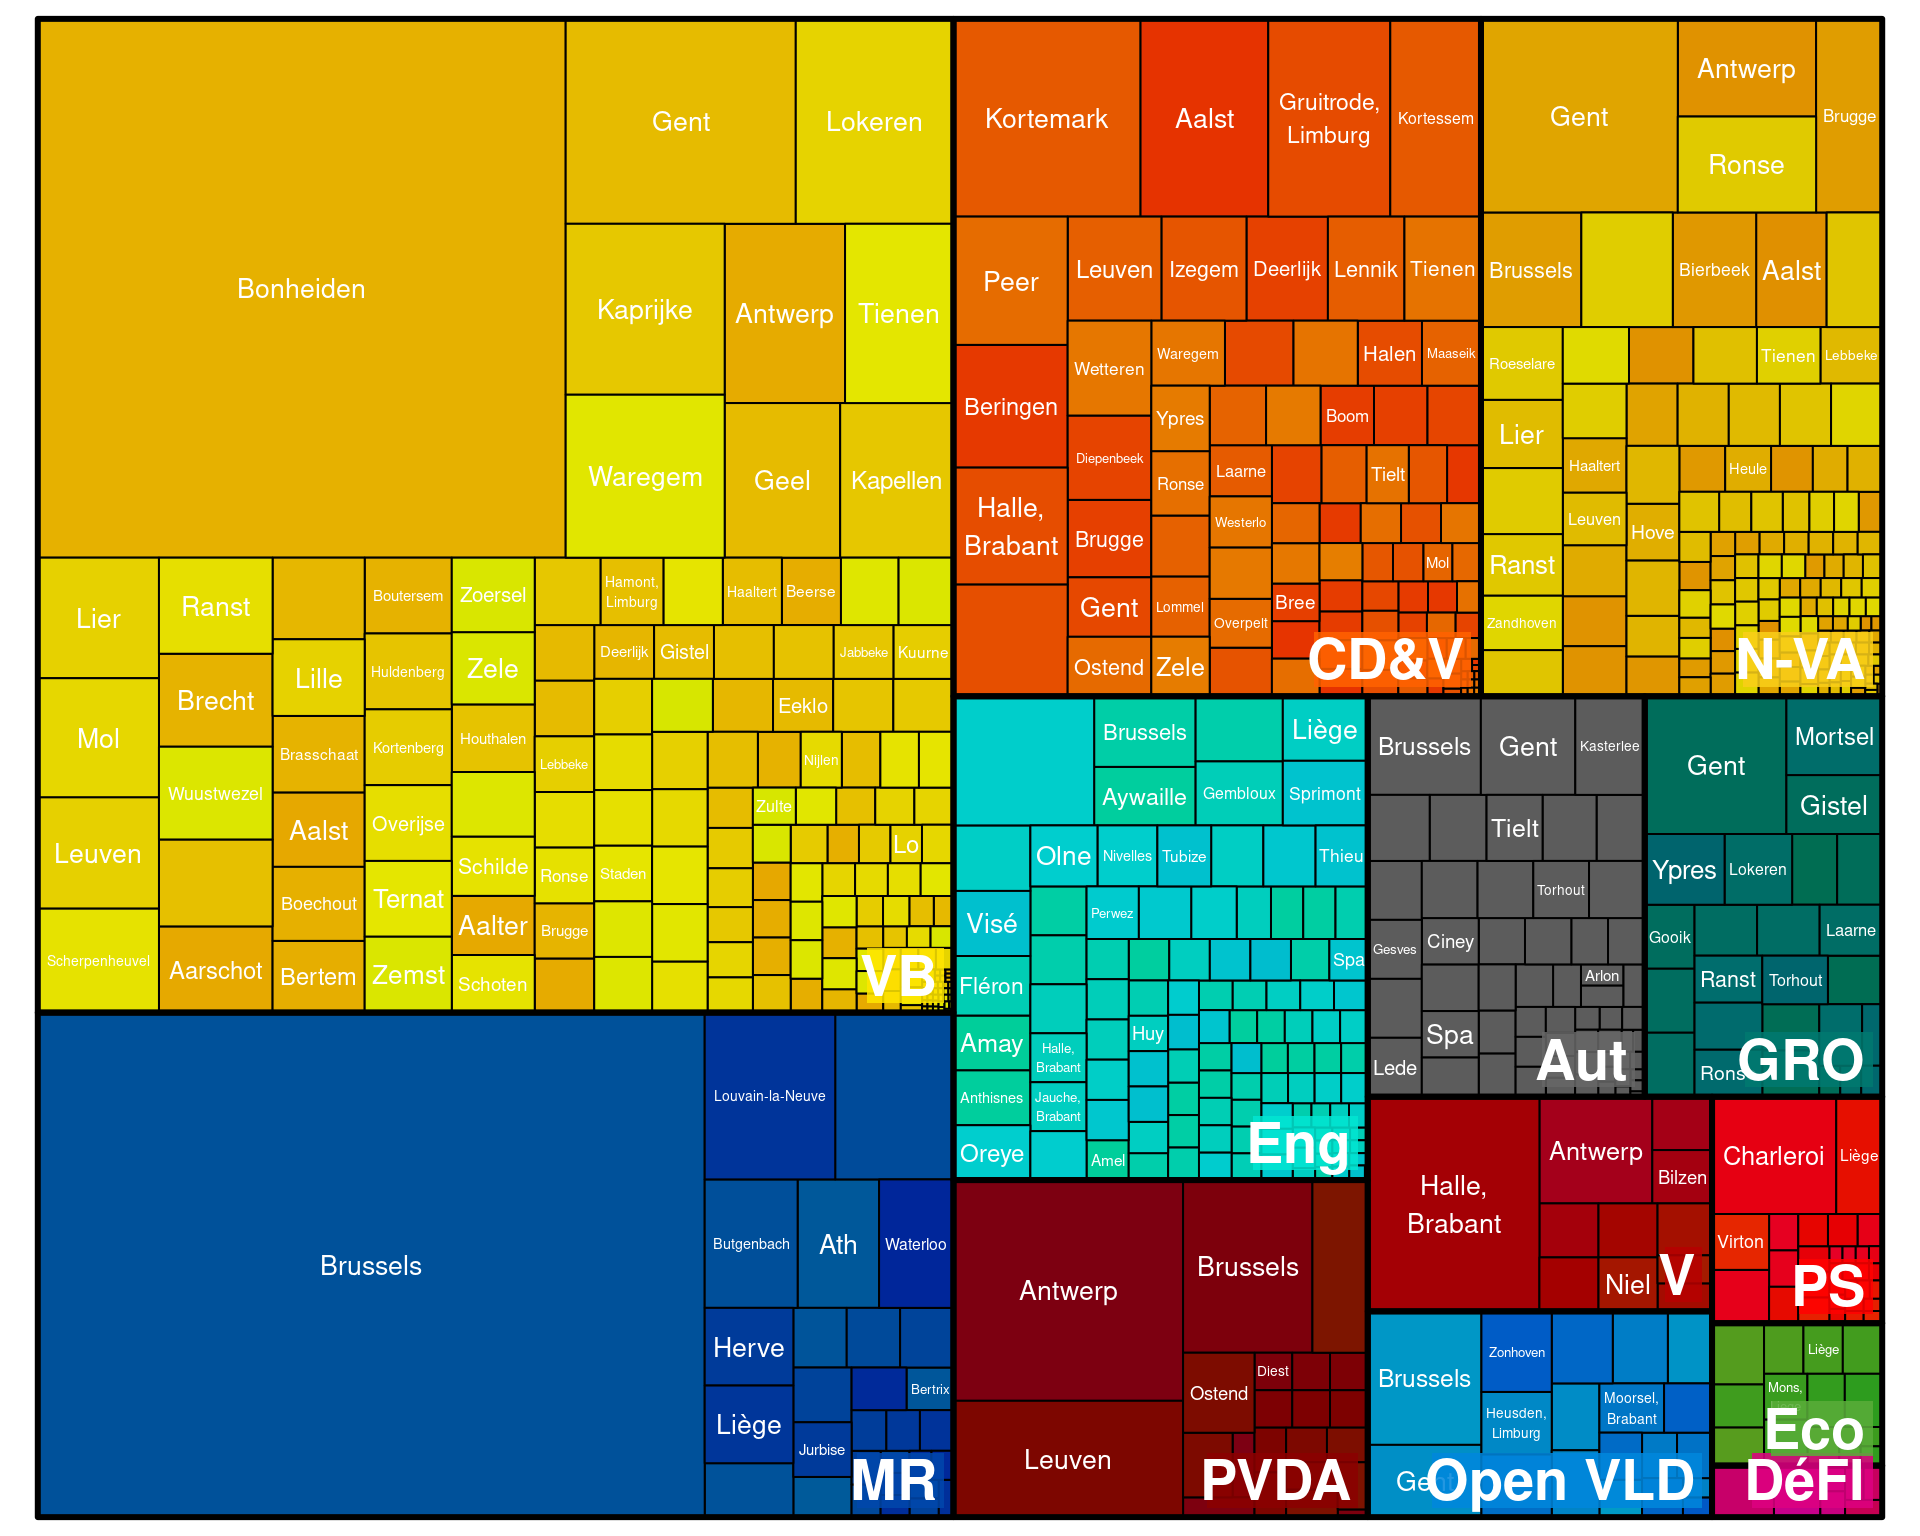 Bonheiden
Gent
Lokeren
Kaprijke
Antwerp
Tienen
Waregem
Geel
Kapellen
Lier
Mol
Leuven
Scherpenheuvel
Ranst
Brecht
Wuustwezel
Aarschot
Lille
Brasschaat
Aalst
Boechout
Bertem
Boutersem
Huldenberg
Kortenberg
Overijse
Ternat
Zemst
Zoersel
Zele
Houthalen
Schilde
Aalter
Schoten
Hamont,
Limburg
Haaltert
Beerse
Deerlijk
Gistel
Jabbeke
Kuurne
Eeklo
Lebbeke
Nijlen
Zulte
Lo
Ronse
Staden
Brugge
VB
Brussels
Louvain-la-Neuve
Butgenbach
Ath
Waterloo
Herve
Liège
Bertrix
Jurbise
MR
Kortemark
Aalst
Gruitrode,
Limburg
Kortessem
Peer
Beringen
Halle,
Brabant
Leuven
Izegem
Deerlijk
Lennik
Tienen
Wetteren
Diepenbeek
Brugge
Gent
Ostend
Waregem
Halen
Maaseik
Ypres
Ronse
Lommel
Zele
Boom
Laarne
Westerlo
Overpelt
Tielt
Mol
Bree
CD&V
Gent
Antwerp
Ronse
Brugge
Brussels
Bierbeek
Aalst
Roeselare
Lier
Ranst
Zandhoven
Tienen
Lebbeke
Haaltert
Leuven
Hove
Heule
N-VA
Brussels
Liège
Aywaille
Gembloux
Sprimont
Olne
Nivelles
Tubize
Thieu
Visé
Fléron
Amay
Anthisnes
Oreye
Perwez
Spa
Halle,
Brabant
Jauche,
Brabant
Huy
Amel
Eng
Brussels
Gent
Kasterlee
Tielt
Torhout
Gesves
Ciney
Arlon
Spa
Lede
Aut
Gent
Mortsel
Gistel
Ypres
Lokeren
Gooik
Laarne
Ranst
Torhout
Rons
GRO
Antwerp
Leuven
Brussels
Ostend
Diest
PVDA
Halle,
Brabant
Antwerp
Bilzen
Niel
V
Charleroi
Liège
Virton
PS
Brussels
Gent
Zonhoven
Heusden,
Limburg
Moorsel,
Brabant
Open VLD
Liège
Mons,
Eco
DéFI